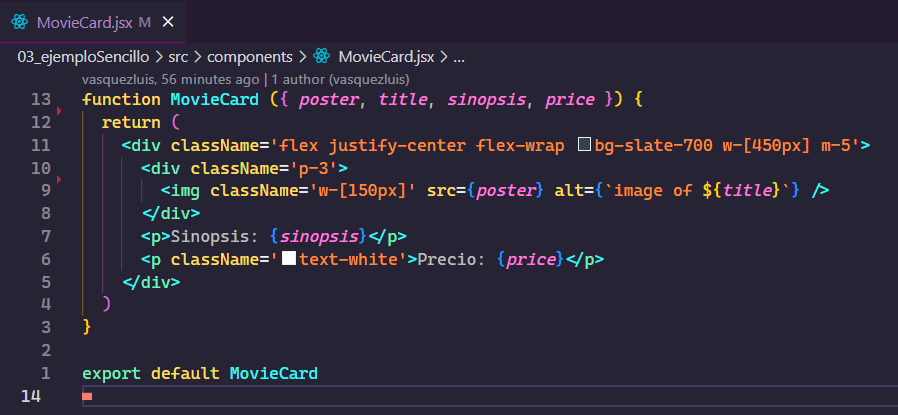 MovieCard.jsx M ×
03_ejemploSencillo > src > components > MovieCard.jsx > ...
vasquezluis, 56 minutes ago | 1 author (vasquezluis)
13 function MovieCard ({ poster, title, sinopsis, price }) {
12 return (
11 <div className='flex justify-center flex-wrap bg-slate-700 w-[450px] m-5'>
10 <div className='p-3'>
9 <img className='w-[150px]' src={poster} alt={`image of ${title}`} />
8 </div>
7 <p>Sinopsis: {sinopsis}</p>
6 <p className='text-white'>Precio: {price}</p>
5 </div>
4 )
3 }
2
1 export default MovieCard
14